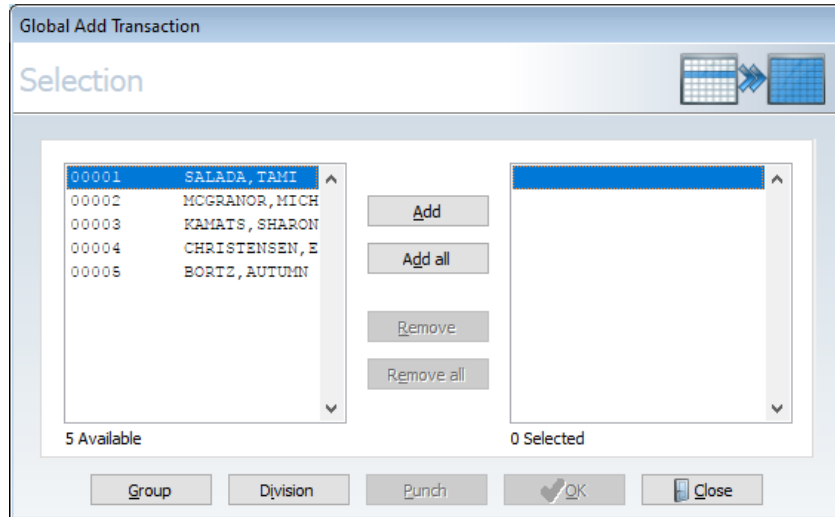 Global Add Transaction
Selection
00001 SALADA,TAMI
00002 MCGRANOR,MICH
00003 KAMATS,SHARON
00004 CHRISTENSEN,E
00005 BORTZ,AUTUMN
5 Available
Add
Add all
Remove
Remove all
0 Selected
Group
Division
Punch
OK
Close